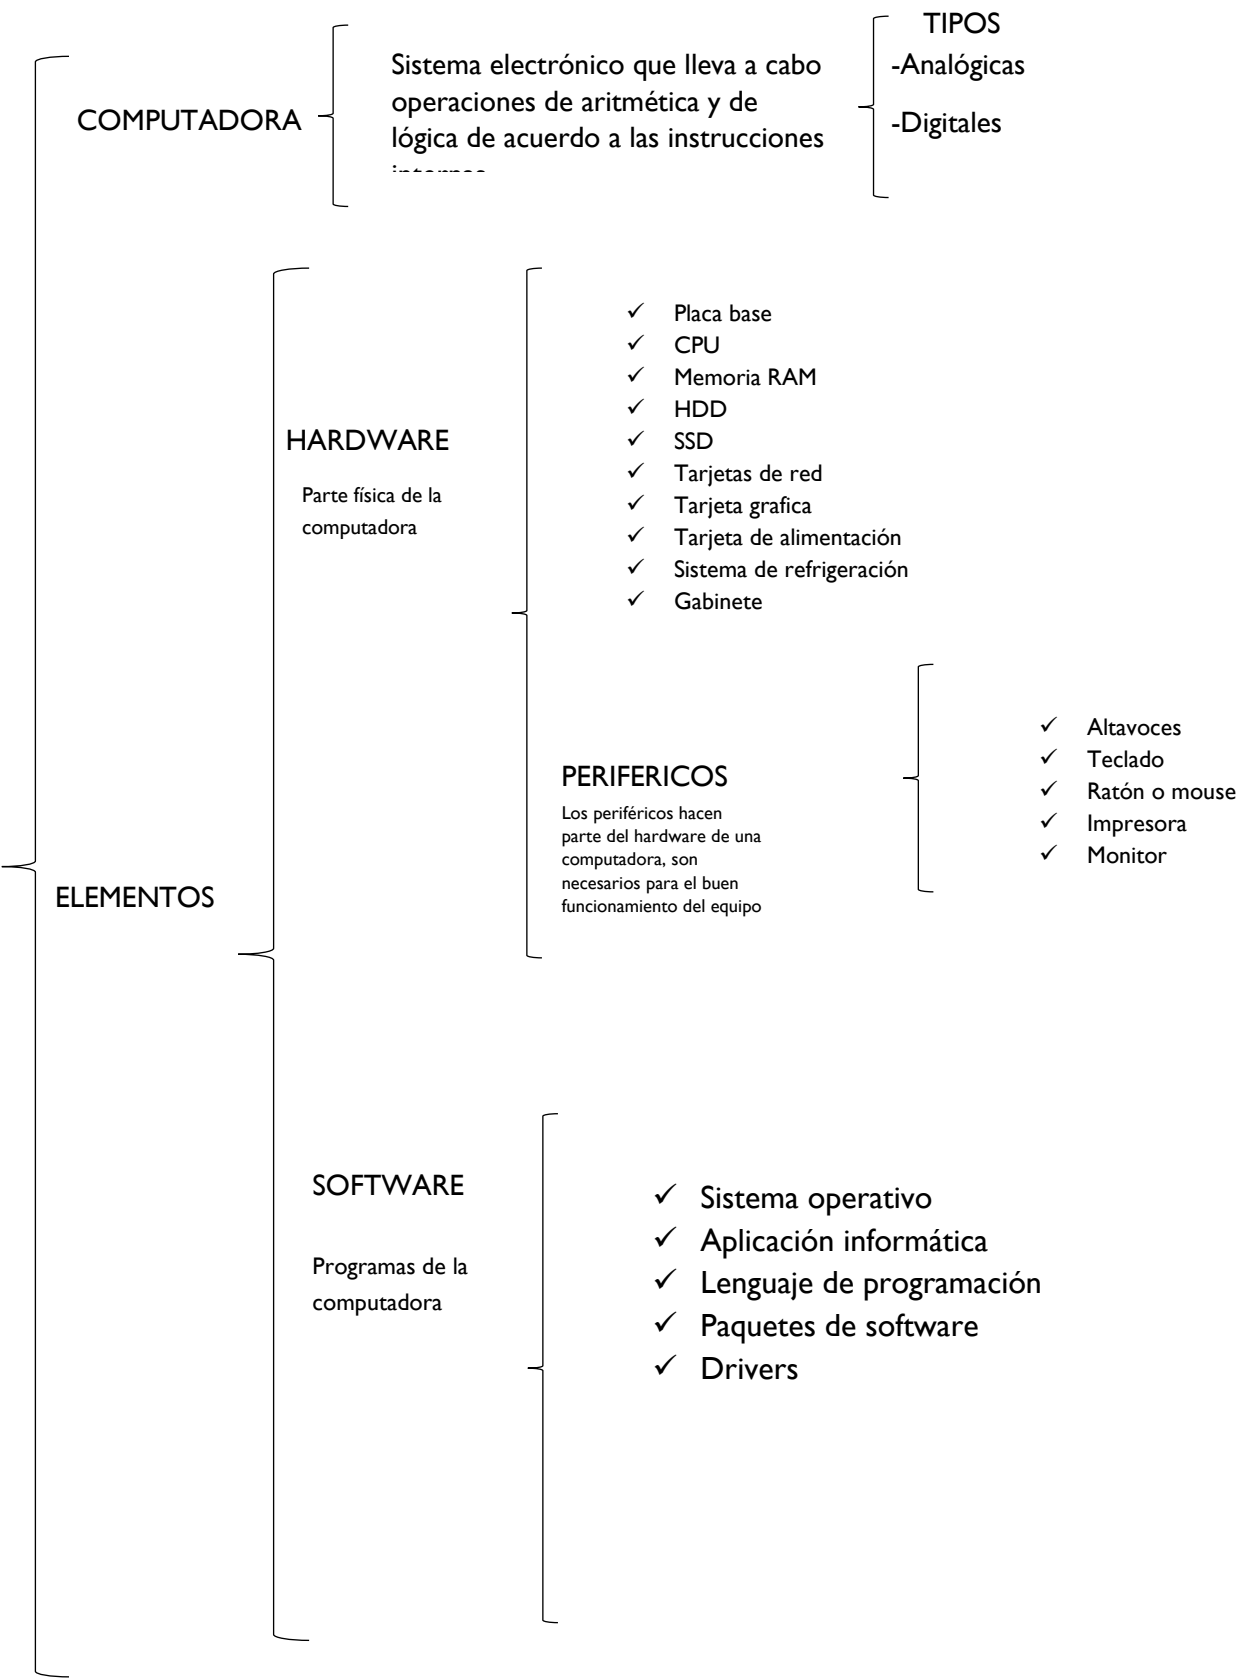 COMPUTADORA
Sistema electrónico que lleva a cabo
operaciones de aritmética y de
lógica de acuerdo a las instrucciones
TIPOS
-Analógicas
-Digitales
ELEMENTOS
HARDWARE
Parte física de la
computadora
✓ Placa base
✓ CPU
✓ Memoria RAM
✓ HDD
✓ SSD
✓ Tarjetas de red
✓ Tarjeta grafica
✓ Tarjeta de alimentación
✓ Sistema de refrigeración
✓ Gabinete
PERIFERICOS
Los periféricos hacen
parte del hardware de una
computadora, son
necesarios para el buen
funcionamiento del equipo
✓ Altavoces
✓ Teclado
✓ Ratón o mouse
✓ Impresora
✓ Monitor
SOFTWARE
Programas de la
computadora
✓ Sistema operativo
✓ Aplicación informática
✓ Lenguaje de programación
✓ Paquetes de software
✓ Drivers